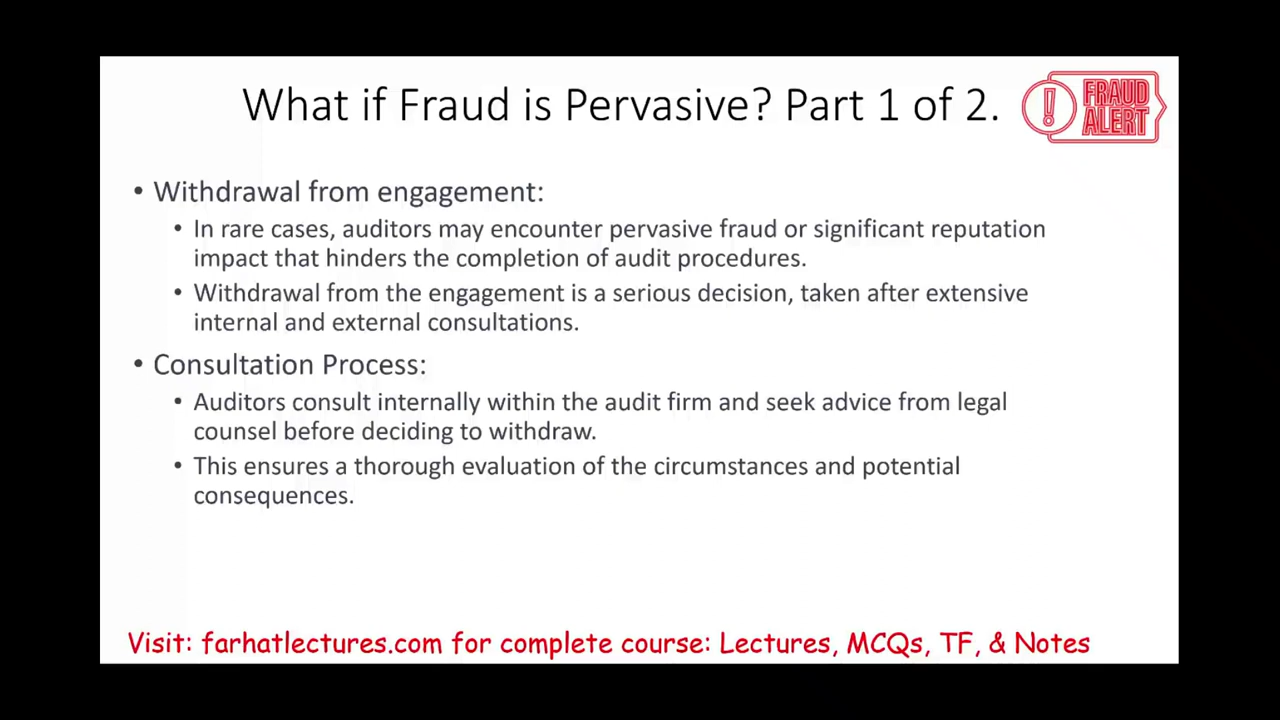 What if Fraud is Pervasive? Part 1 of 2.
FRAUD
ALERT
• Withdrawal from engagement:
• In rare cases, auditors may encounter pervasive fraud or significant reputation
impact that hinders the completion of audit procedures.
• Withdrawal from the engagement is a serious decision, taken after extensive
internal and external consultations.
• Consultation Process:
• Auditors consult internally within the audit firm and seek advice from legal
counsel before deciding to withdraw.
• This ensures a thorough evaluation of the circumstances and potential
consequences.
Visit: farhatlectures.com for complete course: Lectures, MCQs, TF, & Notes